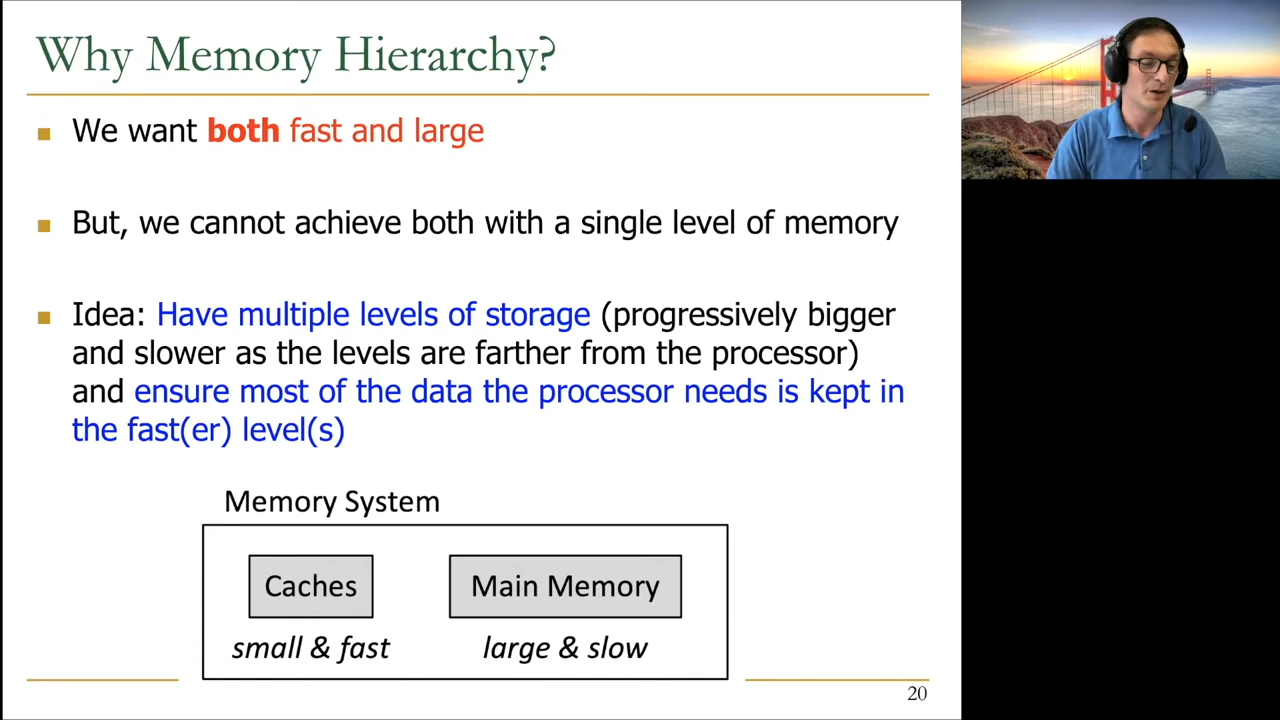 Why Memory Hierarchy?
We want both fast and large
But, we cannot achieve both with a single level of memory
Idea: Have multiple levels of storage (progressively bigger
and slower as the levels are farther from the processor)
and ensure most of the data the processor needs is kept in
the fast(er) level(s)
Memory System
Caches
Main Memory
small & fast
large & slow
20